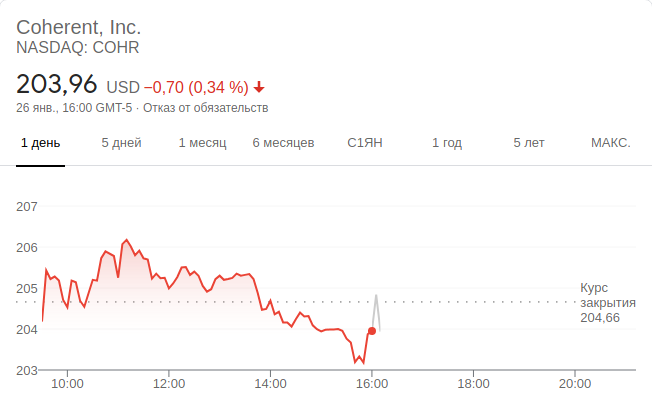 Coherent, Inc.
NASDAQ: COHR
203,96 USD −0,70 (0,34 %)
26 янв., 16:00 GMT-5 · Отказ от обязательств
1 день 5 дней 1 месяц 6 месяцев С1ЯН 1 год 5 лет МАКС.
207
206
205
204
203
Курс
закрытия
204,66
10:00 12:00 14:00 16:00 18:00 20:00